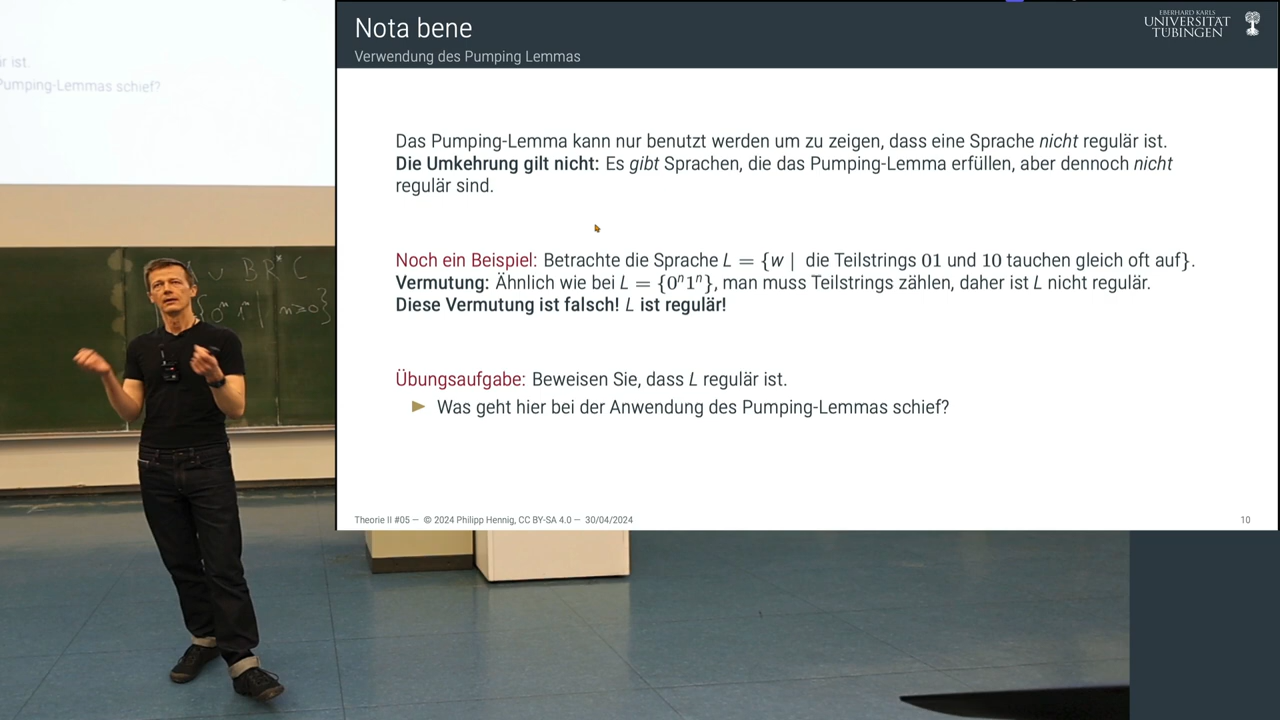 Nota bene
Verwendung des Pumping Lemmas
EBERHARD KARLS
UNIVERSITÄT
TÜBINGEN
är ist.
Pumping-Lemmas schief?
Das Pumping-Lemma kann nur benutzt werden um zu zeigen, dass eine Sprache nicht regulär ist.
Die Umkehrung gilt nicht: Es gibt Sprachen, die das Pumping-Lemma erfüllen, aber dennoch nicht
regulär sind.
Noch ein Beispiel: Betrachte die Sprache L = {w | die Teilstrings 01 und 10 tauchen gleich oft auf}.
Vermutung: Ähnlich wie bei L = {0ⁿ1ⁿ}, man muss Teilstrings zählen, daher ist L nicht regulär.
Diese Vermutung ist falsch! L ist regulär!
∪ B R* C
{0ⁿ 1ⁿ | n≥0}
Übungsaufgabe: Beweisen Sie, dass L regulär ist.
▶ Was geht hier bei der Anwendung des Pumping-Lemmas schief?
Theorie II #05 — © 2024 Philipp Hennig, CC BY-SA 4.0 — 30/04/2024
10